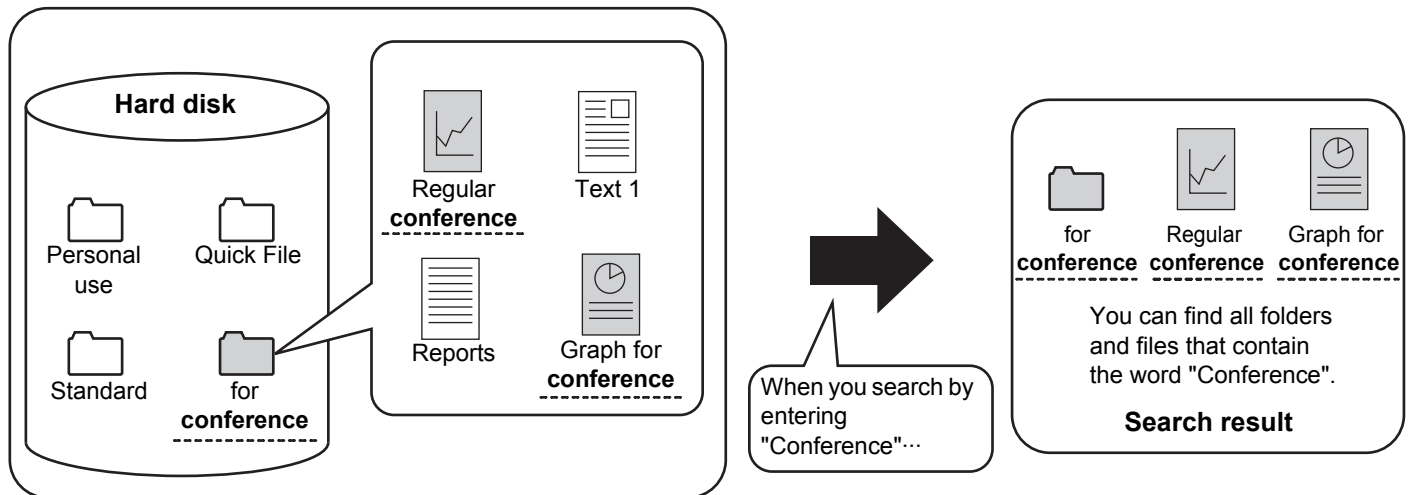 Hard disk
Personal
use
Quick File
Standard
for
conference
Regular
conference
Text 1
Reports
Graph for
conference
When you search by
entering
"Conference"···
for
conference
Regular
conference
Graph for
conference
You can find all folders
and files that contain
the word "Conference".
Search result